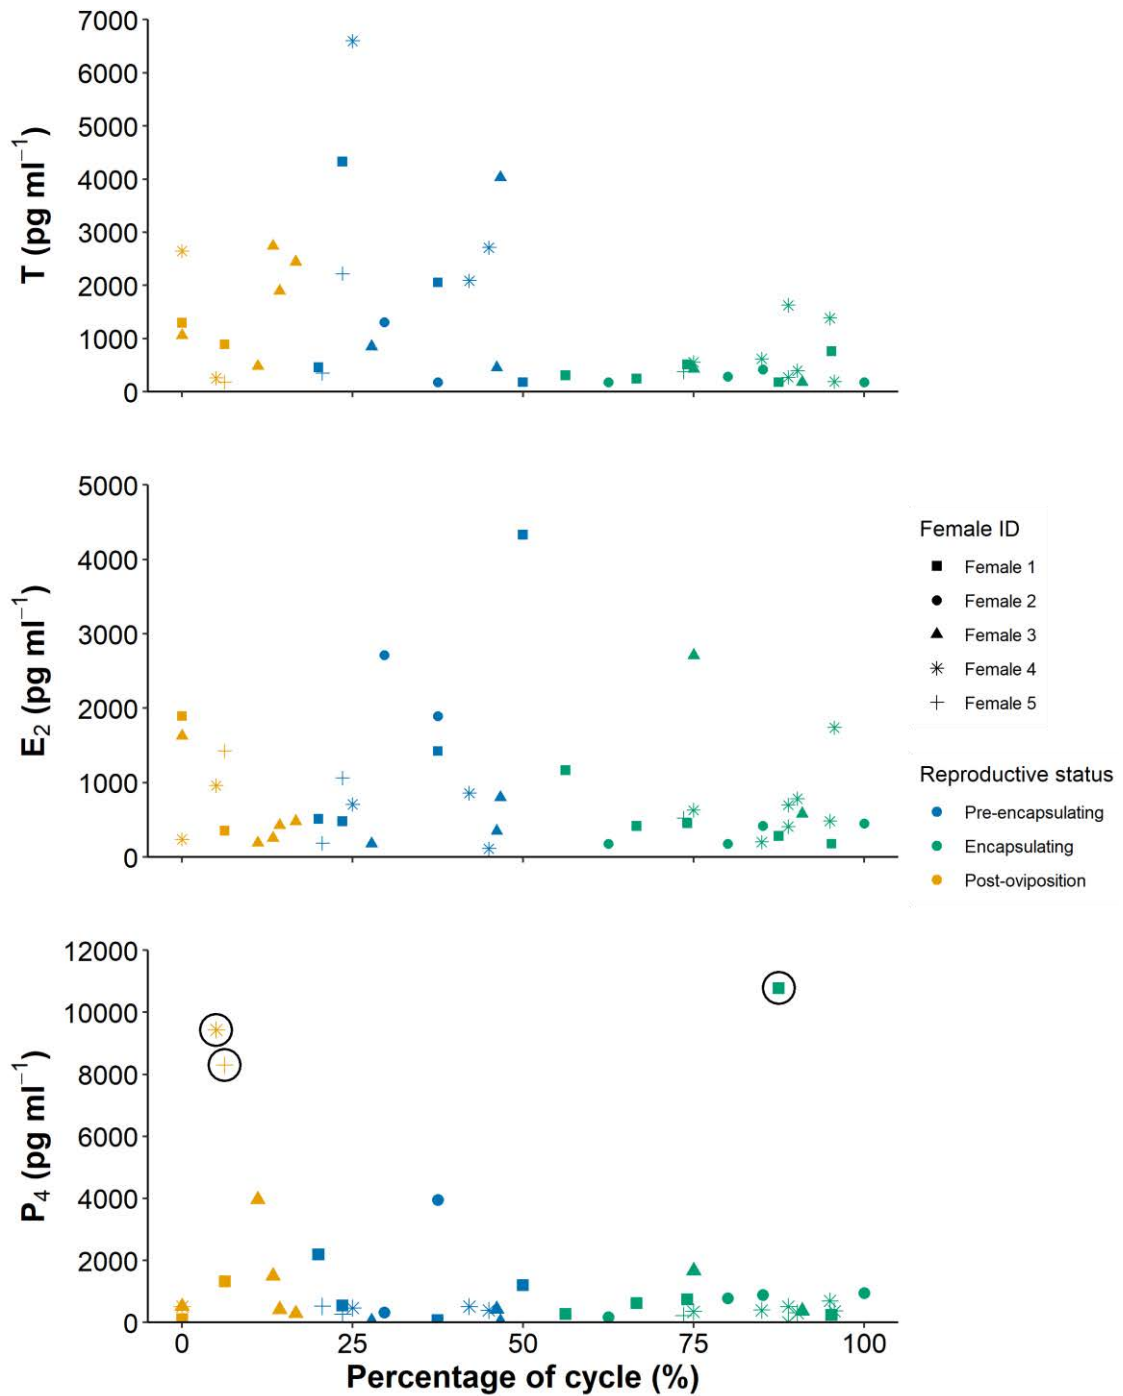 7000
6000
5000
4000
3000
2000
1000
0
T (pg ml⁻¹)
5000
4000
3000
2000
1000
0
E₂ (pg ml⁻¹)
Female ID
Female 1
Female 2
Female 3
Female 4
Female 5
Reproductive status
Pre-encapsulating
Encapsulating
Post-oviposition
12000
10000
8000
6000
4000
2000
0
P₄ (pg ml⁻¹)
0 25 50 75 100
Percentage of cycle (%)